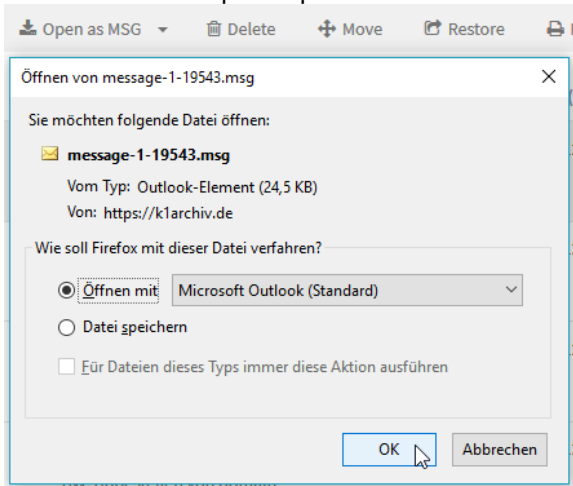 Open as MSG Delete Move Restore
Öffnen von message-1-19543.msg
Sie möchten folgende Datei öffnen:
message-1-19543.msg
Vom Typ: Outlook-Element (24,5 KB)
Von: https://k1archiv.de
Wie soll Firefox mit dieser Datei verfahren?
Öffnen mit Microsoft Outlook (Standard)
Datei speichern
Für Dateien dieses Typs immer diese Aktion ausführen
OK Abbrechen